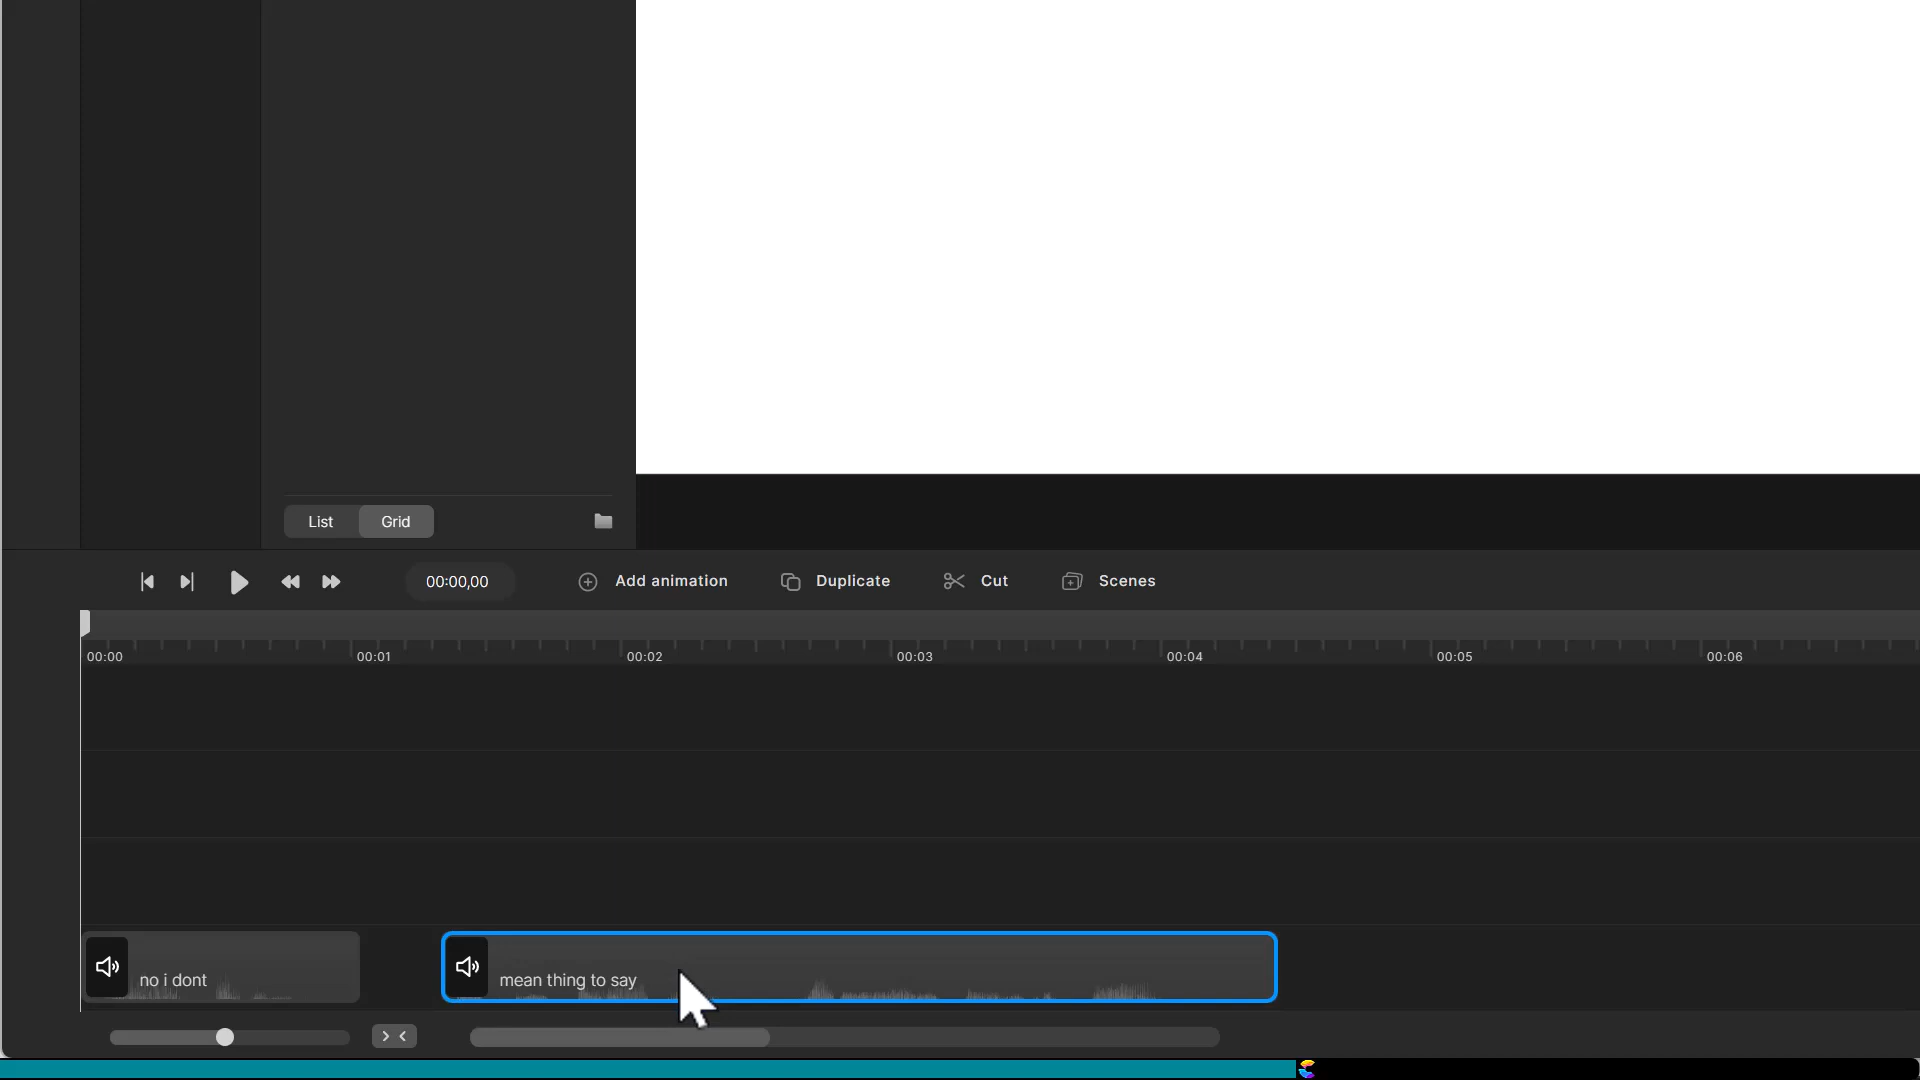 List
Grid
00:00,00
Add animation
Duplicate
Cut
Scenes
00:00
00:01
00:02
00:03
00:04
00:05
00:06
no i dont
mean thing to say